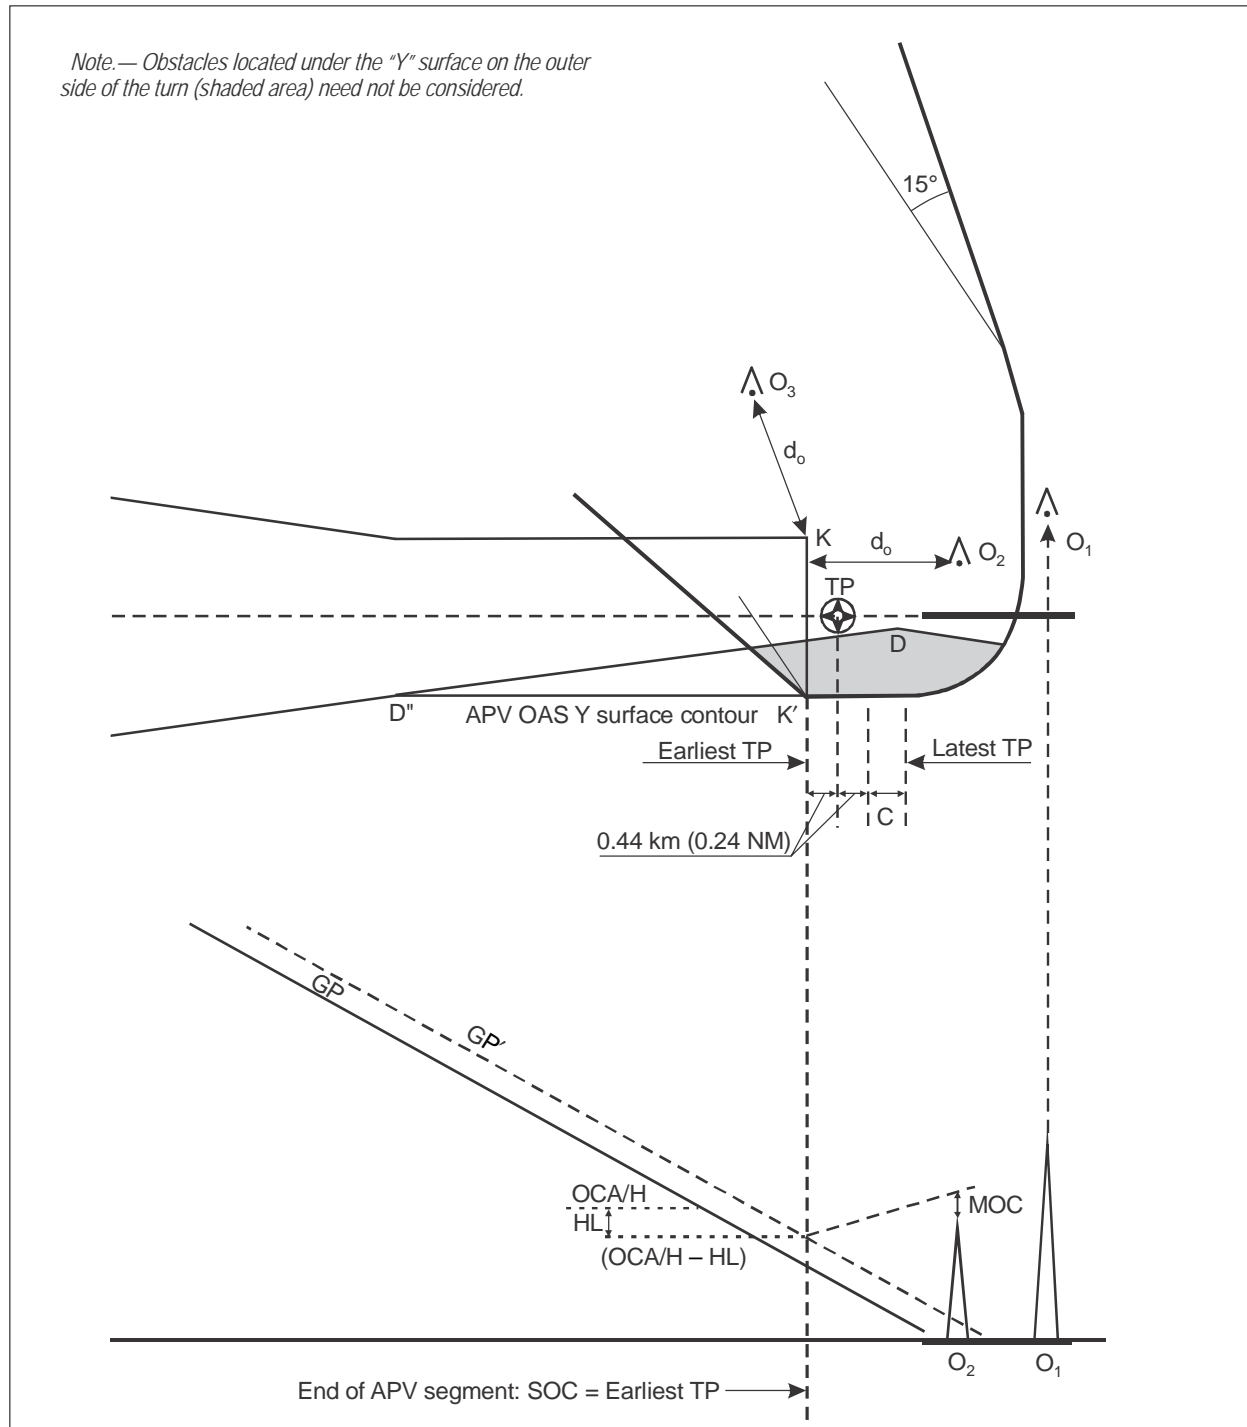 Note.— Obstacles located under the “Y” surface on the outer
side of the turn (shaded area) need not be considered.
15°
O3
do
K
do
O2
O1
TP
D
D"
APV OAS Y surface contour
K′
Earliest TP
Latest TP
C
0.44 km (0.24 NM)
GP
GP′
OCA/H
HL
(OCA/H – HL)
MOC
O2
O1
End of APV segment: SOC = Earliest TP